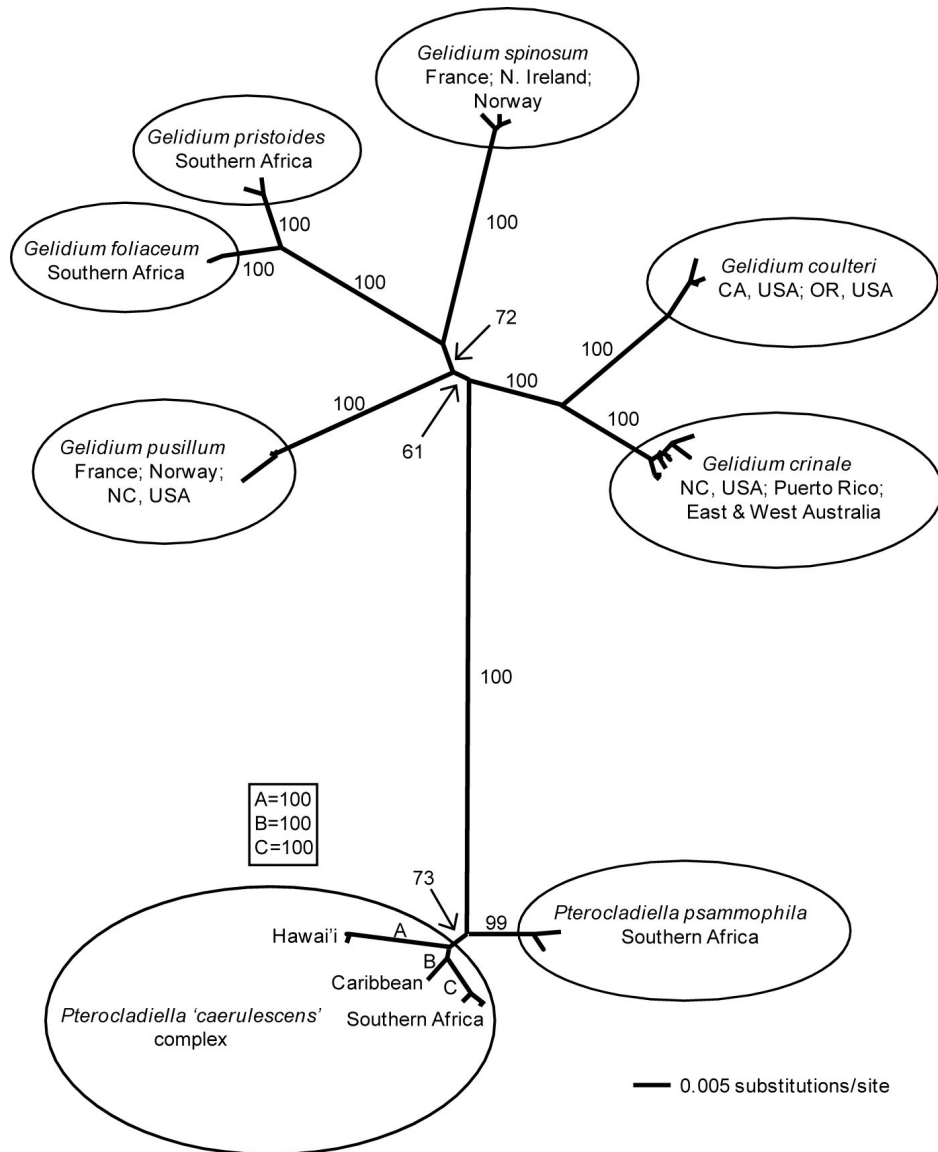 Gelidium spinosum
France; N. Ireland;
Norway
Gelidium pristoides
Southern Africa
100
Gelidium foliaceum
Southern Africa
100
100
100
Gelidium coulteri
CA, USA; OR, USA
72
100
100
100
100
Gelidium pusillum
France; Norway;
NC, USA
61
Gelidium crinale
NC, USA; Puerto Rico;
East & West Australia
100
A=100
B=100
C=100
73
99
Pterocladiella psammophila
Southern Africa
Hawai'i
A
B
Caribbean
C
Southern Africa
Pterocladiella 'caerulescens'
complex
0.005 substitutions/site